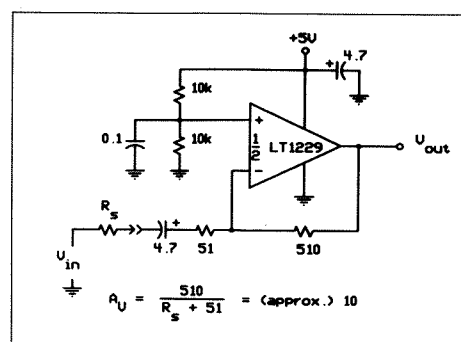 +5V
+ 4.7
10k
+
0.1
10k
1/2 LT1229
V_out
-
R_s
+
4.7
51
510
V_in
A_V = 510 / (R_s + 51) = (approx.) 10